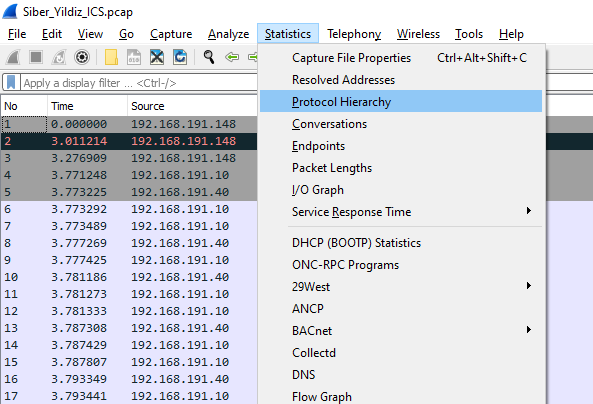 Siber_Yildiz_ICS.pcap
File Edit View Go Capture Analyze Statistics Telephony Wireless Tools Help
Apply a display filter ... <Ctrl-/>
No Time Source
1 0.000000 192.168.191.148
2 3.011214 192.168.191.148
3 3.276909 192.168.191.148
4 3.771248 192.168.191.10
5 3.773225 192.168.191.40
6 3.773292 192.168.191.10
7 3.773489 192.168.191.10
8 3.777269 192.168.191.40
9 3.777425 192.168.191.10
10 3.781186 192.168.191.40
11 3.781273 192.168.191.10
12 3.781333 192.168.191.10
13 3.787308 192.168.191.40
14 3.787429 192.168.191.10
15 3.787807 192.168.191.10
16 3.793349 192.168.191.40
17 3.793441 192.168.191.10
Capture File Properties Ctrl+Alt+Shift+C
Resolved Addresses
Protocol Hierarchy
Conversations
Endpoints
Packet Lengths
I/O Graph
Service Response Time
DHCP (BOOTP) Statistics
ONC-RPC Programs
29West
ANCP
BACnet
Collectd
DNS
Flow Graph